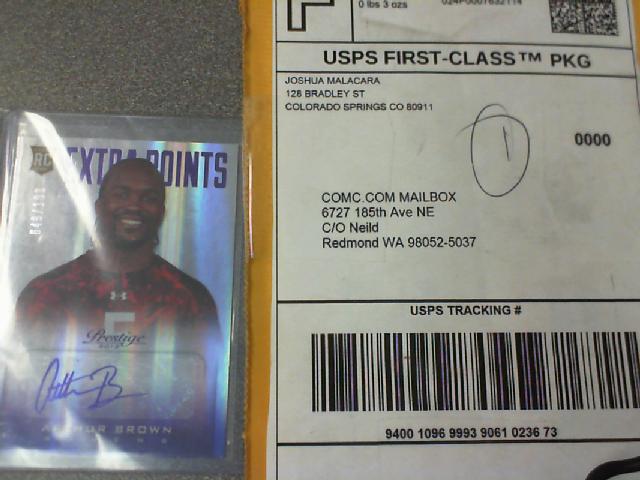 RC EXTRA POINTS
Prestige
ARTHUR BROWN
F
0 lbs 3 ozs
USPS FIRST-CLASS™ PKG
JOSHUA MALACARA
128 BRADLEY ST
COLORADO SPRINGS CO 80911
1
0000
COMC.COM MAILBOX
6727 185th Ave NE
C/O Neild
Redmond WA 98052-5037
USPS TRACKING #
9400 1096 9993 9061 0236 73